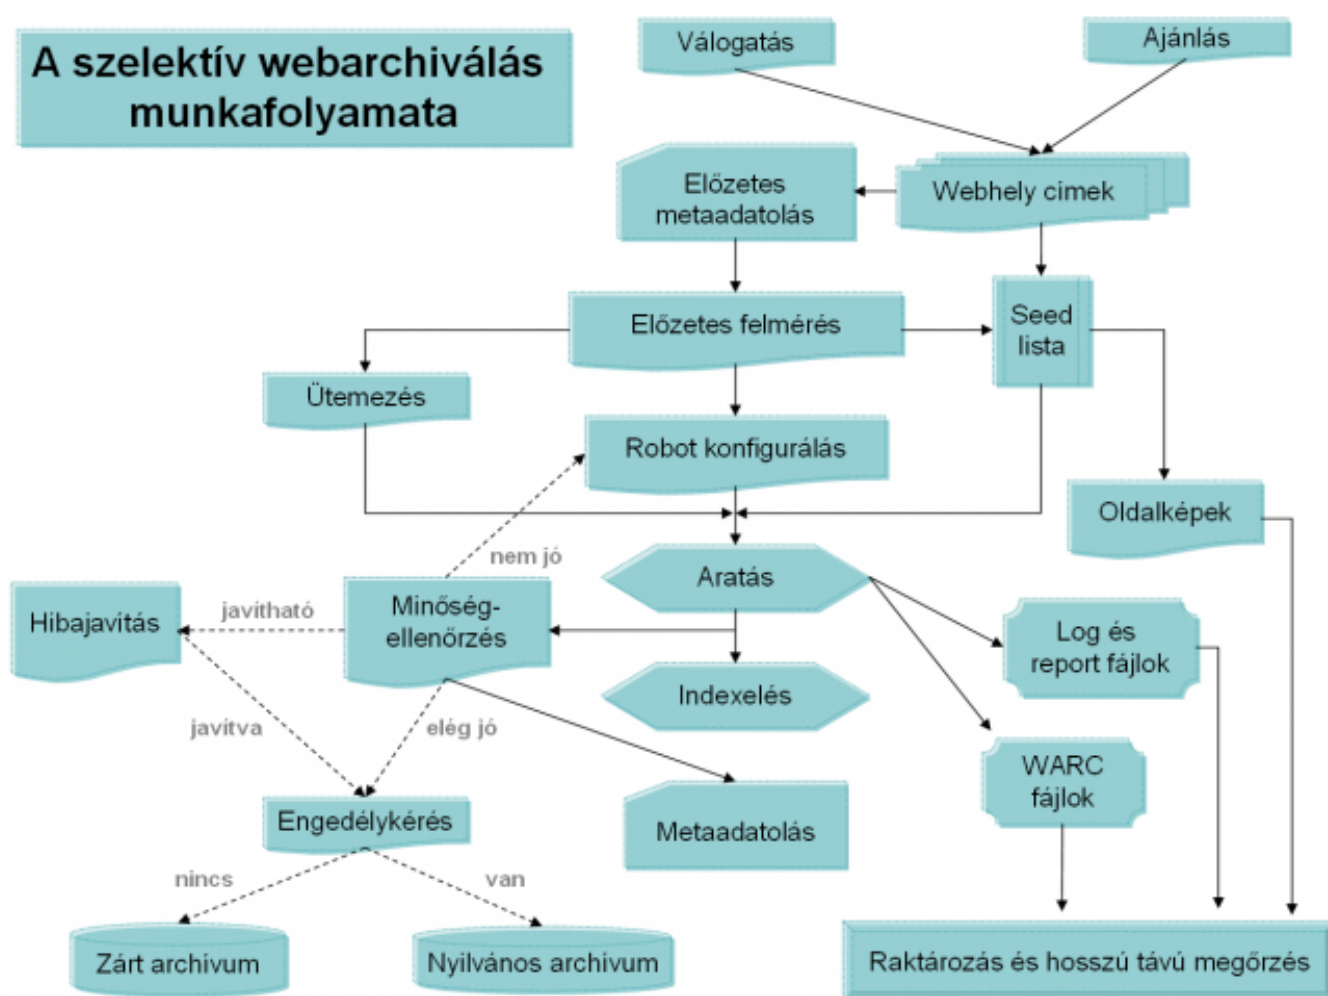 A szelektív webarchiválás
munkafolyamata
Válogatás
Ajánlás
Előzetes
metaadatolás
Webhely cimek
Előzetes felmérés
Seed
lista
Ütemezés
Robot konfigurálás
Oldalképek
nem jó
Aratás
Hibajavítás
javítható
Minőség-
ellenőrzés
Log és
report fájlok
Indexelés
javítva
elég jó
WARC
fájlok
Engedélykérés
Metaadatolás
nincs
van
Zárt archívum
Nyilvános archívum
Raktározás és hosszú távú megőrzés